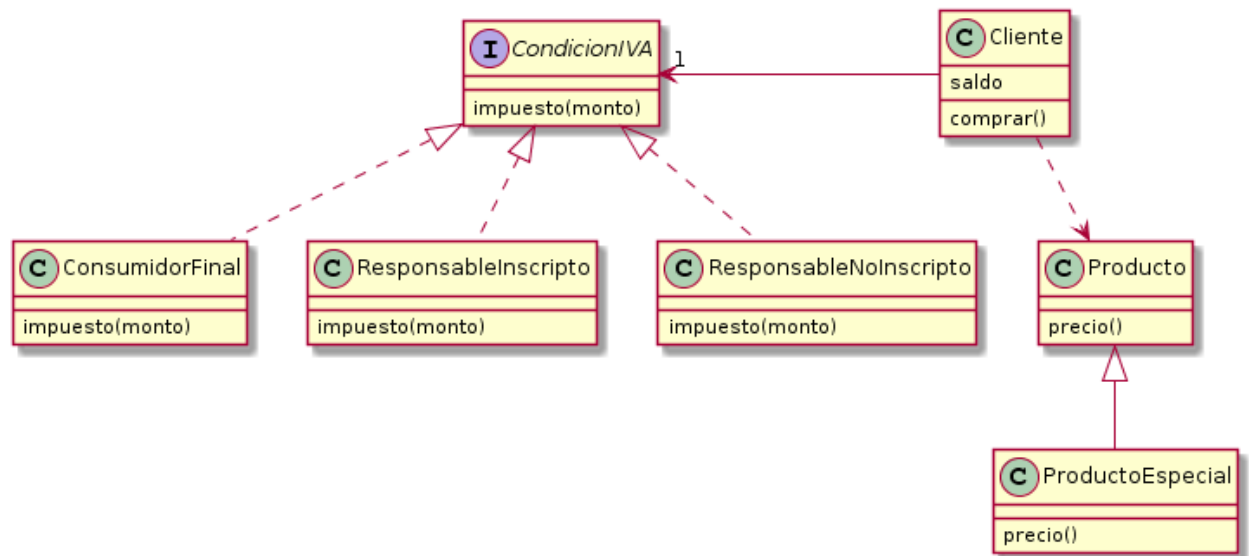 I CondicionIVA
impuesto(monto)
1
C Cliente
saldo
comprar()
C ConsumidorFinal
impuesto(monto)
C ResponsableInscripto
impuesto(monto)
C ResponsableNoInscripto
impuesto(monto)
C Producto
precio()
C ProductoEspecial
precio()